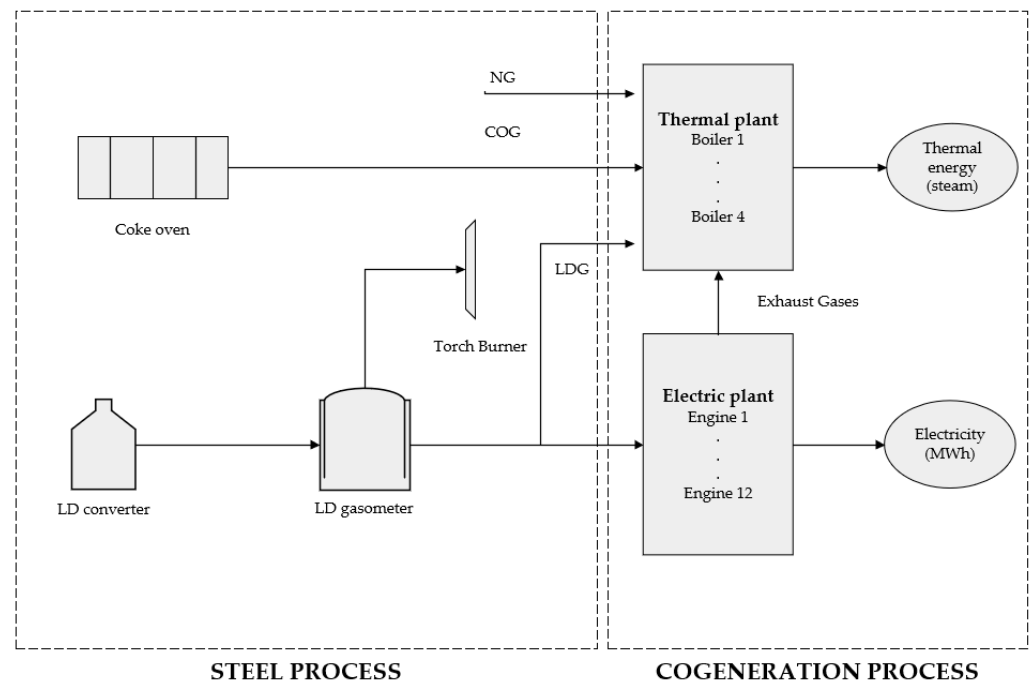 NG
COG
Thermal plant
Boiler 1
.
.
.
Boiler 4
Thermal
energy
(steam)
Coke oven
LDG
Exhaust Gases
Torch Burner
Electric plant
Engine 1
.
.
.
Engine 12
Electricity
(MWh)
LD converter
LD gasometer
STEEL PROCESS
COGENERATION PROCESS